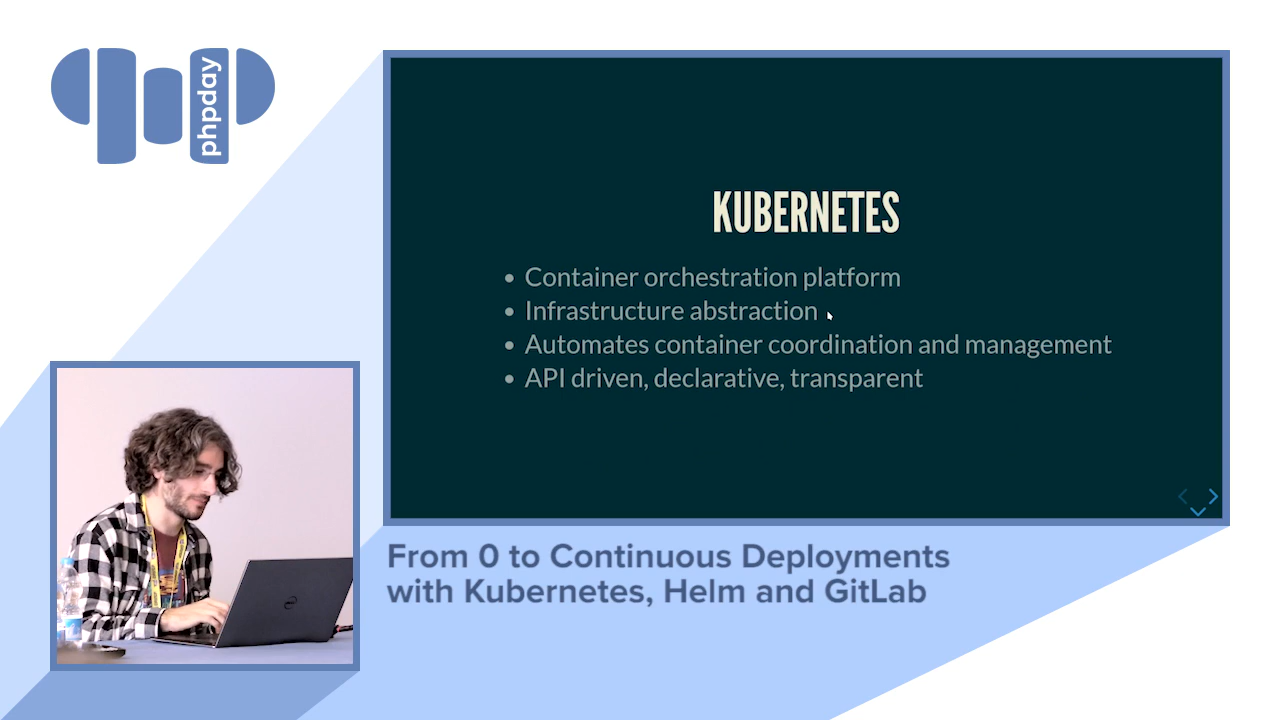 phpday
KUBERNETES
Container orchestration platform
Infrastructure abstraction
Automates container coordination and management
API driven, declarative, transparent
From 0 to Continuous Deployments
with Kubernetes, Helm and GitLab